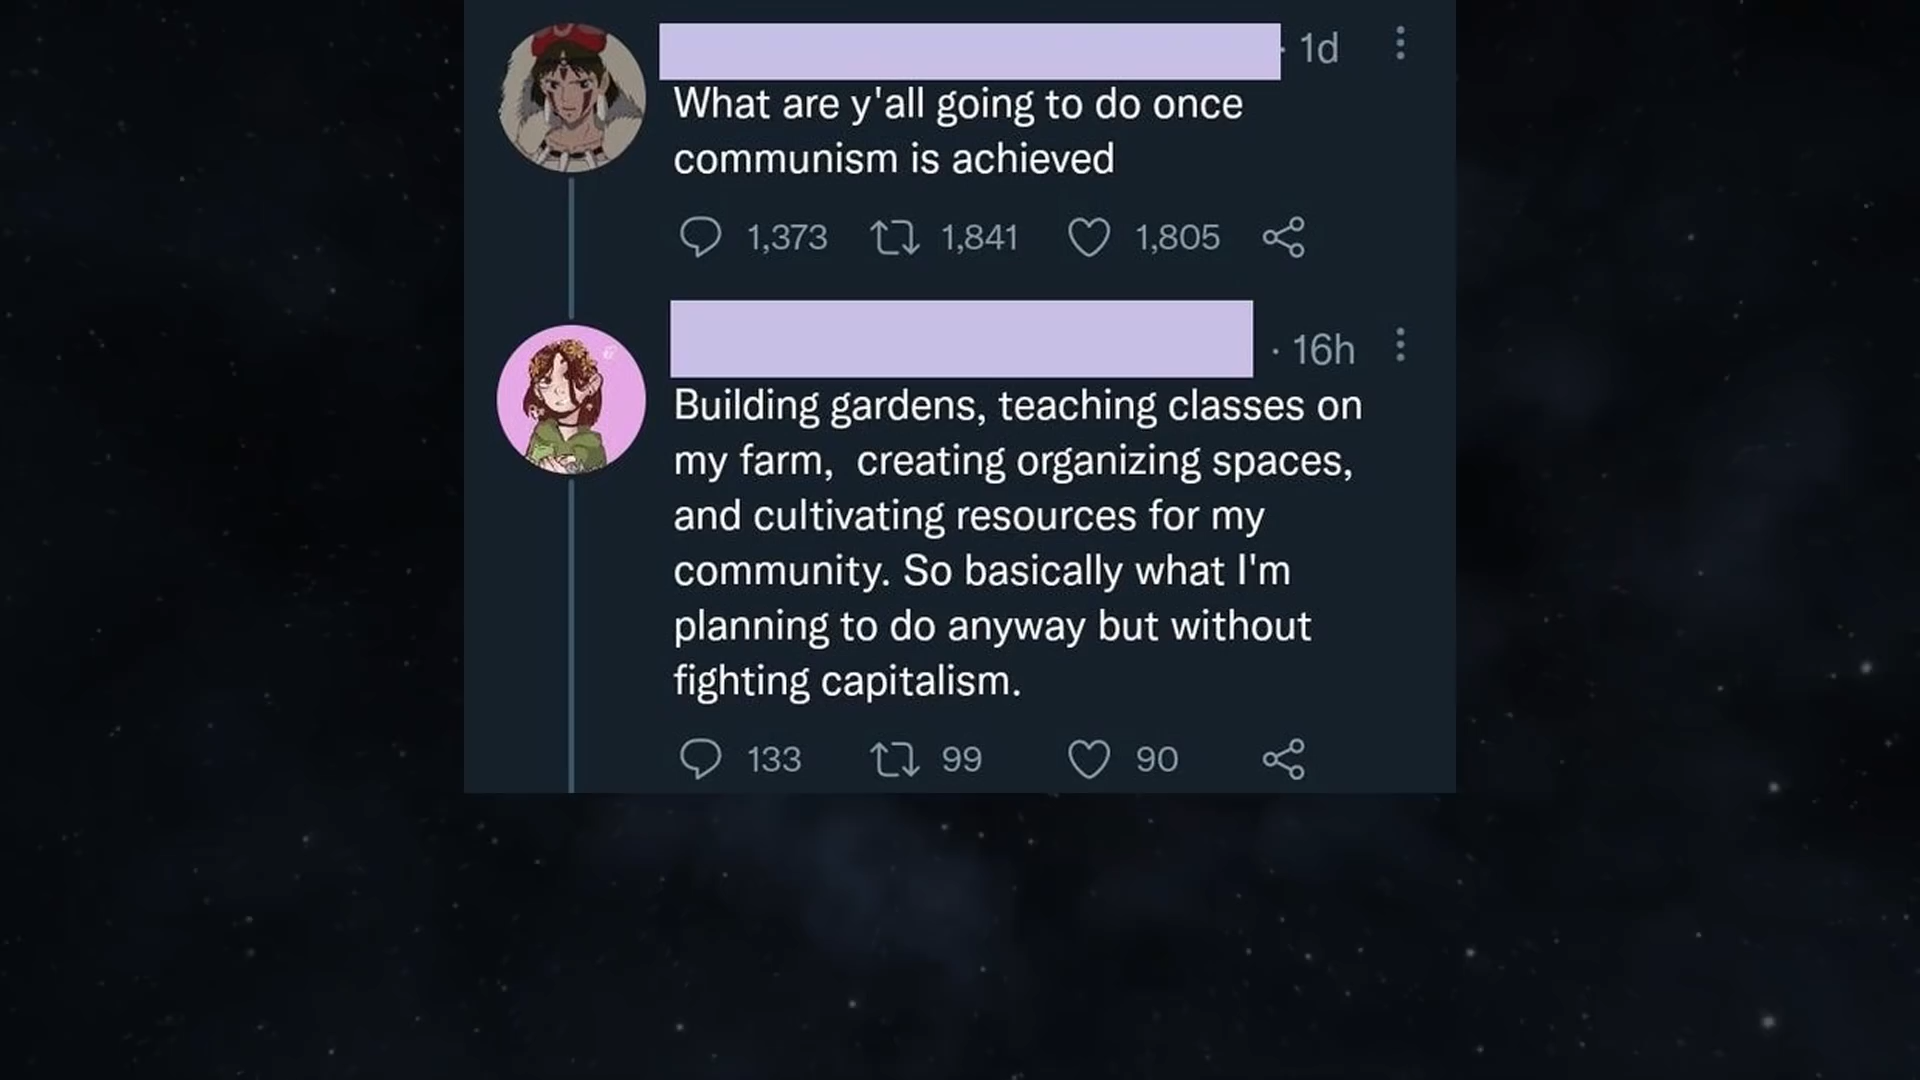 · 1d
What are y'all going to do once
communism is achieved
1,373 1,841 1,805
· 16h
Building gardens, teaching classes on
my farm,  creating organizing spaces,
and cultivating resources for my
community. So basically what I'm
planning to do anyway but without
fighting capitalism.
133 99 90